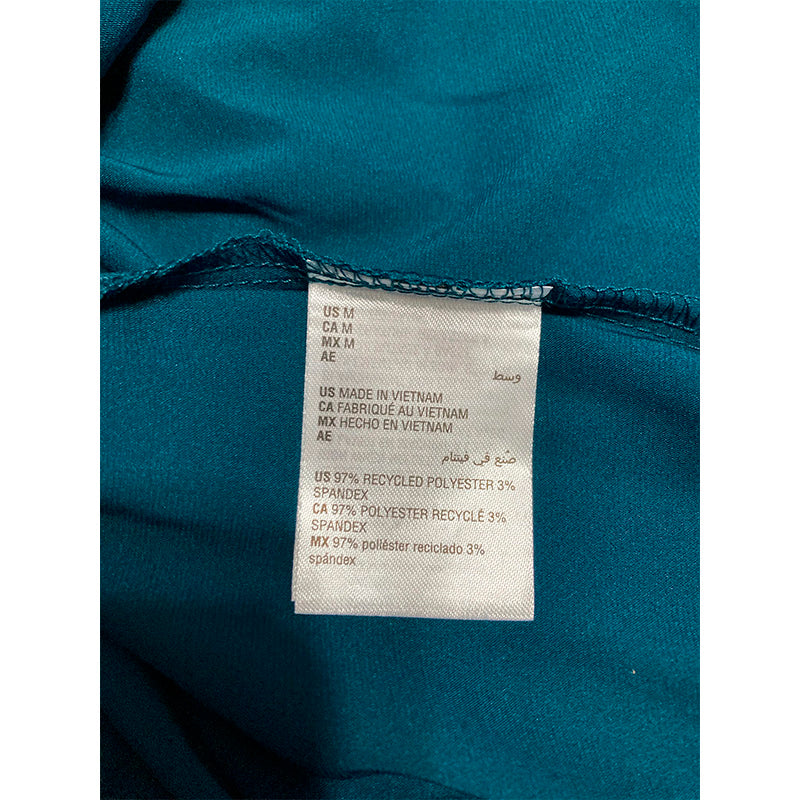 US M
CA M
MX M
AE
وسط
US MADE IN VIETNAM
CA FABRIQUÉ AU VIETNAM
MX HECHO EN VIETNAM
AE
صُنع في فيتنام
US 97% RECYCLED POLYESTER 3%
SPANDEX
CA 97% POLYESTER RECYCLÉ 3%
SPANDEX
MX 97% poliéster reciclado 3%
spándex